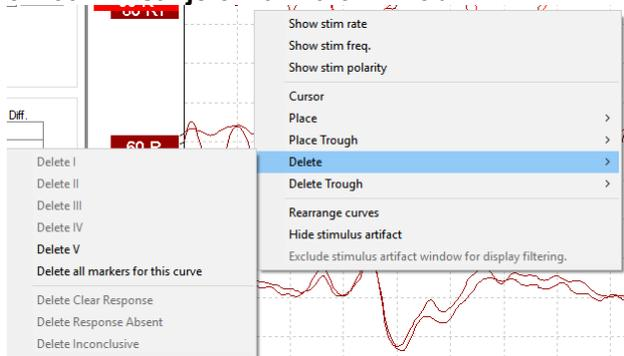 Show stim rate
Show stim freq.
Show stim polarity
Cursor
Place
Place Trough
Delete
Delete Trough
Rearrange curves
Hide stimulus artifact
Exclude stimulus artifact window for display filtering.
Diff.
Delete I
Delete II
Delete III
Delete IV
Delete V
Delete all markers for this curve
Delete Clear Response
Delete Response Absent
Delete Inconclusive